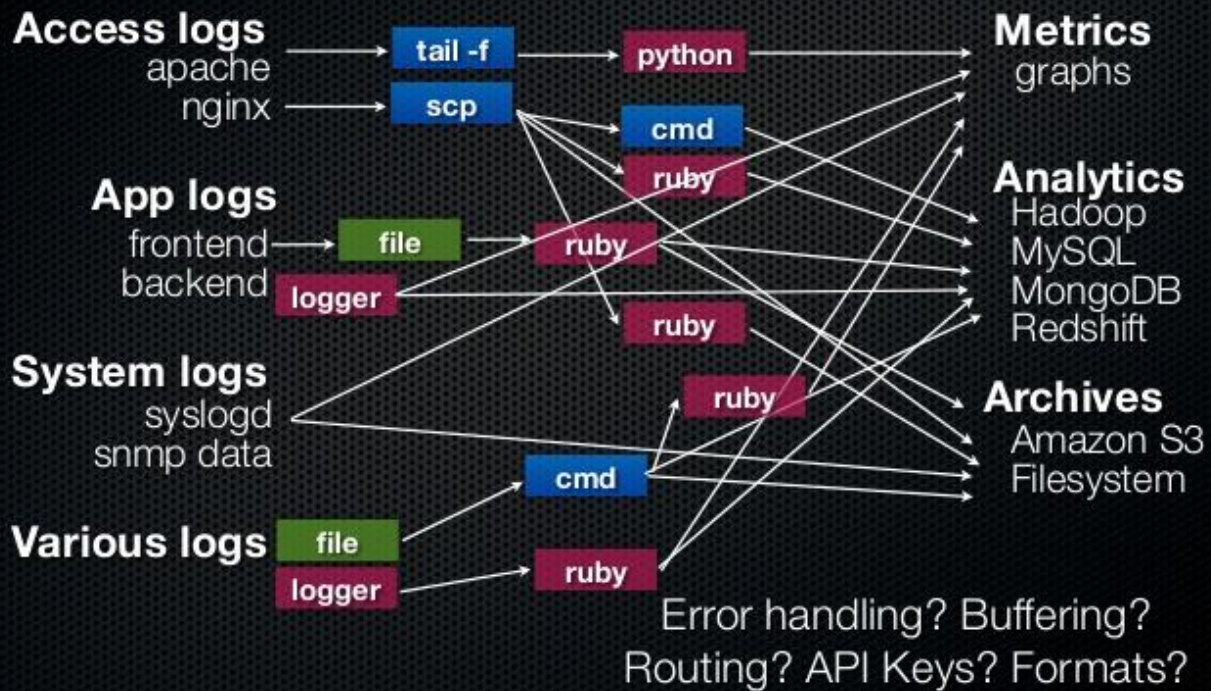 Access logs
apache
nginx
tail -f
scp
python
cmd
ruby
Metrics
graphs
App logs
frontend
backend
file
logger
ruby
ruby
Analytics
Hadoop
MySQL
MongoDB
Redshift
System logs
syslogd
snmp data
ruby
cmd
Archives
Amazon S3
Filesystem
Various logs
file
logger
ruby
Error handling? Buffering?
Routing? API Keys? Formats?